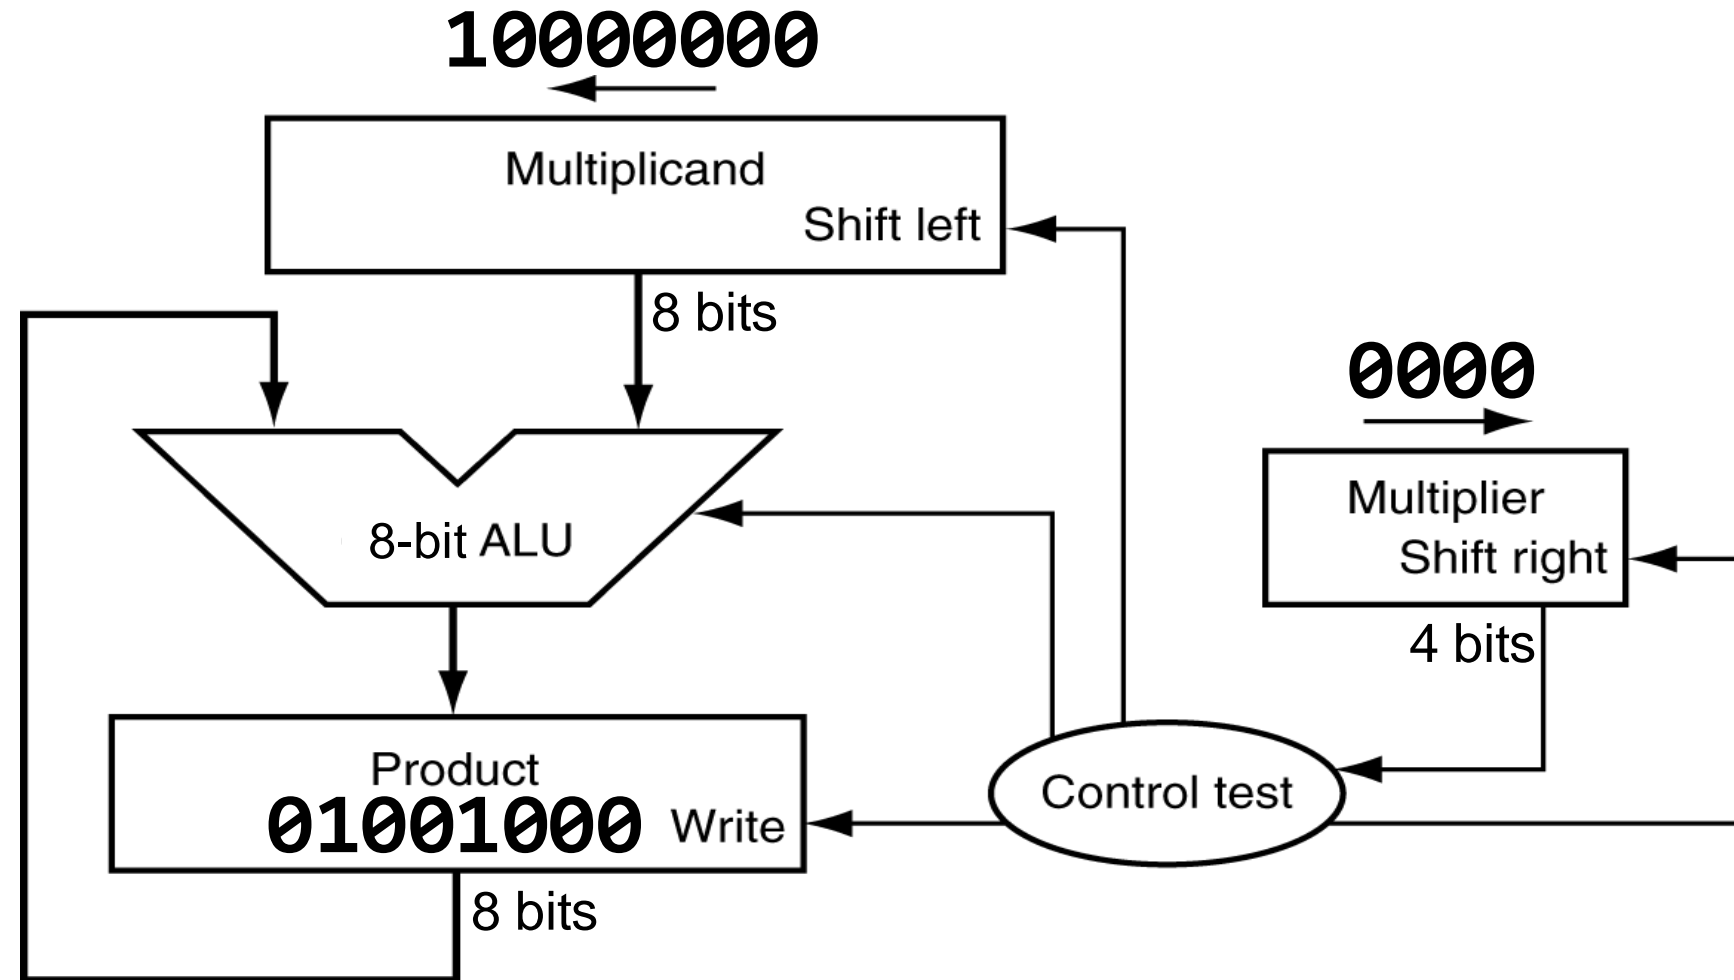 10000000
Multiplicand
Shift left
8 bits
0000
8-bit ALU
Multiplier
Shift right
4 bits
Product
01001000 Write
Control test
8 bits